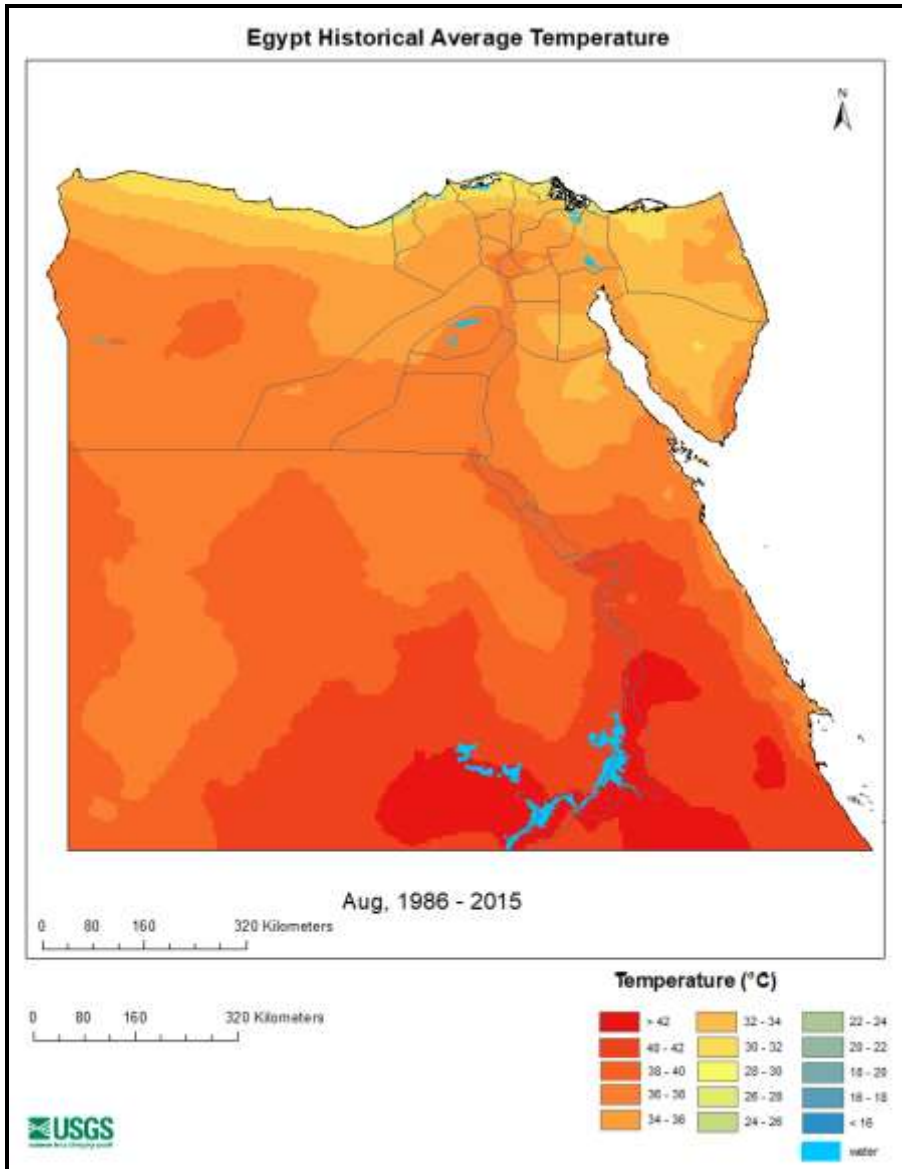 Egypt Historical Average Temperature
N
Aug, 1986 - 2015
0 80 160 320 Kilometers
Temperature (°C)
0 80 160 320 Kilometers
> 42
40 - 42
38 - 40
36 - 38
34 - 36
32 - 34
30 - 32
28 - 30
26 - 28
24 - 26
22 - 24
20 - 22
18 - 20
16 - 18
< 16
water
USGS